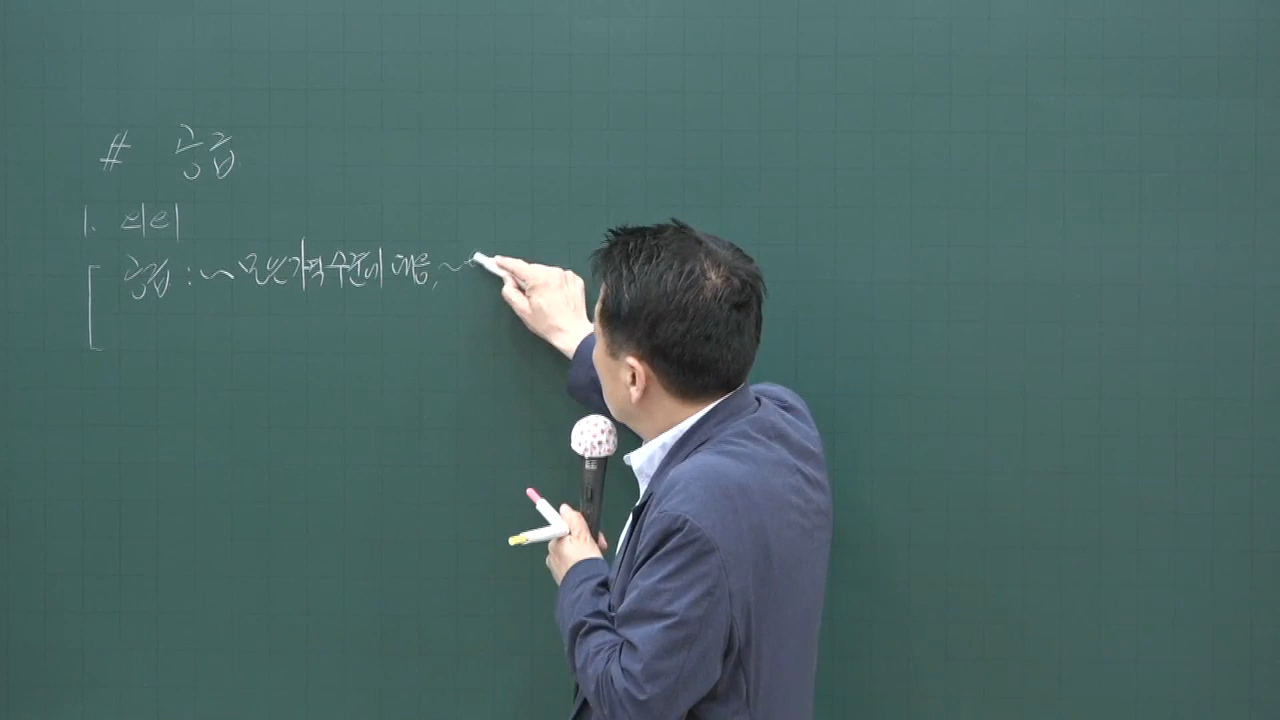 # 공급
1. 의의
공급 : ~ 모든 가격수준에 대응, ~